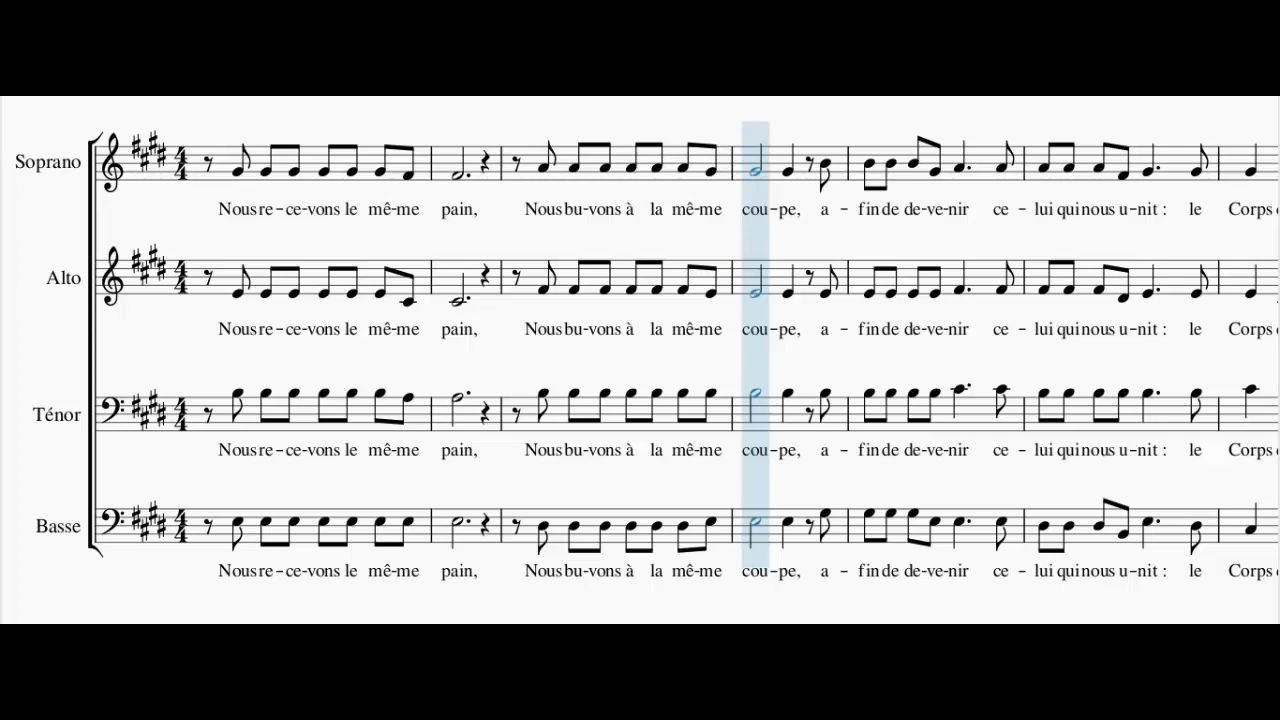 Soprano
Nous re-ce-vons le mê-me pain, Nous bu-vons à la mê-me cou-pe, a-fin de de-ve-nir ce-lui qui nous u-nit : le Corps
Alto
Nous re-ce-vons le mê-me pain, Nous bu-vons à la mê-me cou-pe, a-fin de de-ve-nir ce-lui qui nous u-nit : le Corps
Ténor
Nous re-ce-vons le mê-me pain, Nous bu-vons à la mê-me cou-pe, a-fin de de-ve-nir ce-lui qui nous u-nit : le Corps
Basse
Nous re-ce-vons le mê-me pain, Nous bu-vons à la mê-me cou-pe, a-fin de de-ve-nir ce-lui qui nous u-nit : le Corps